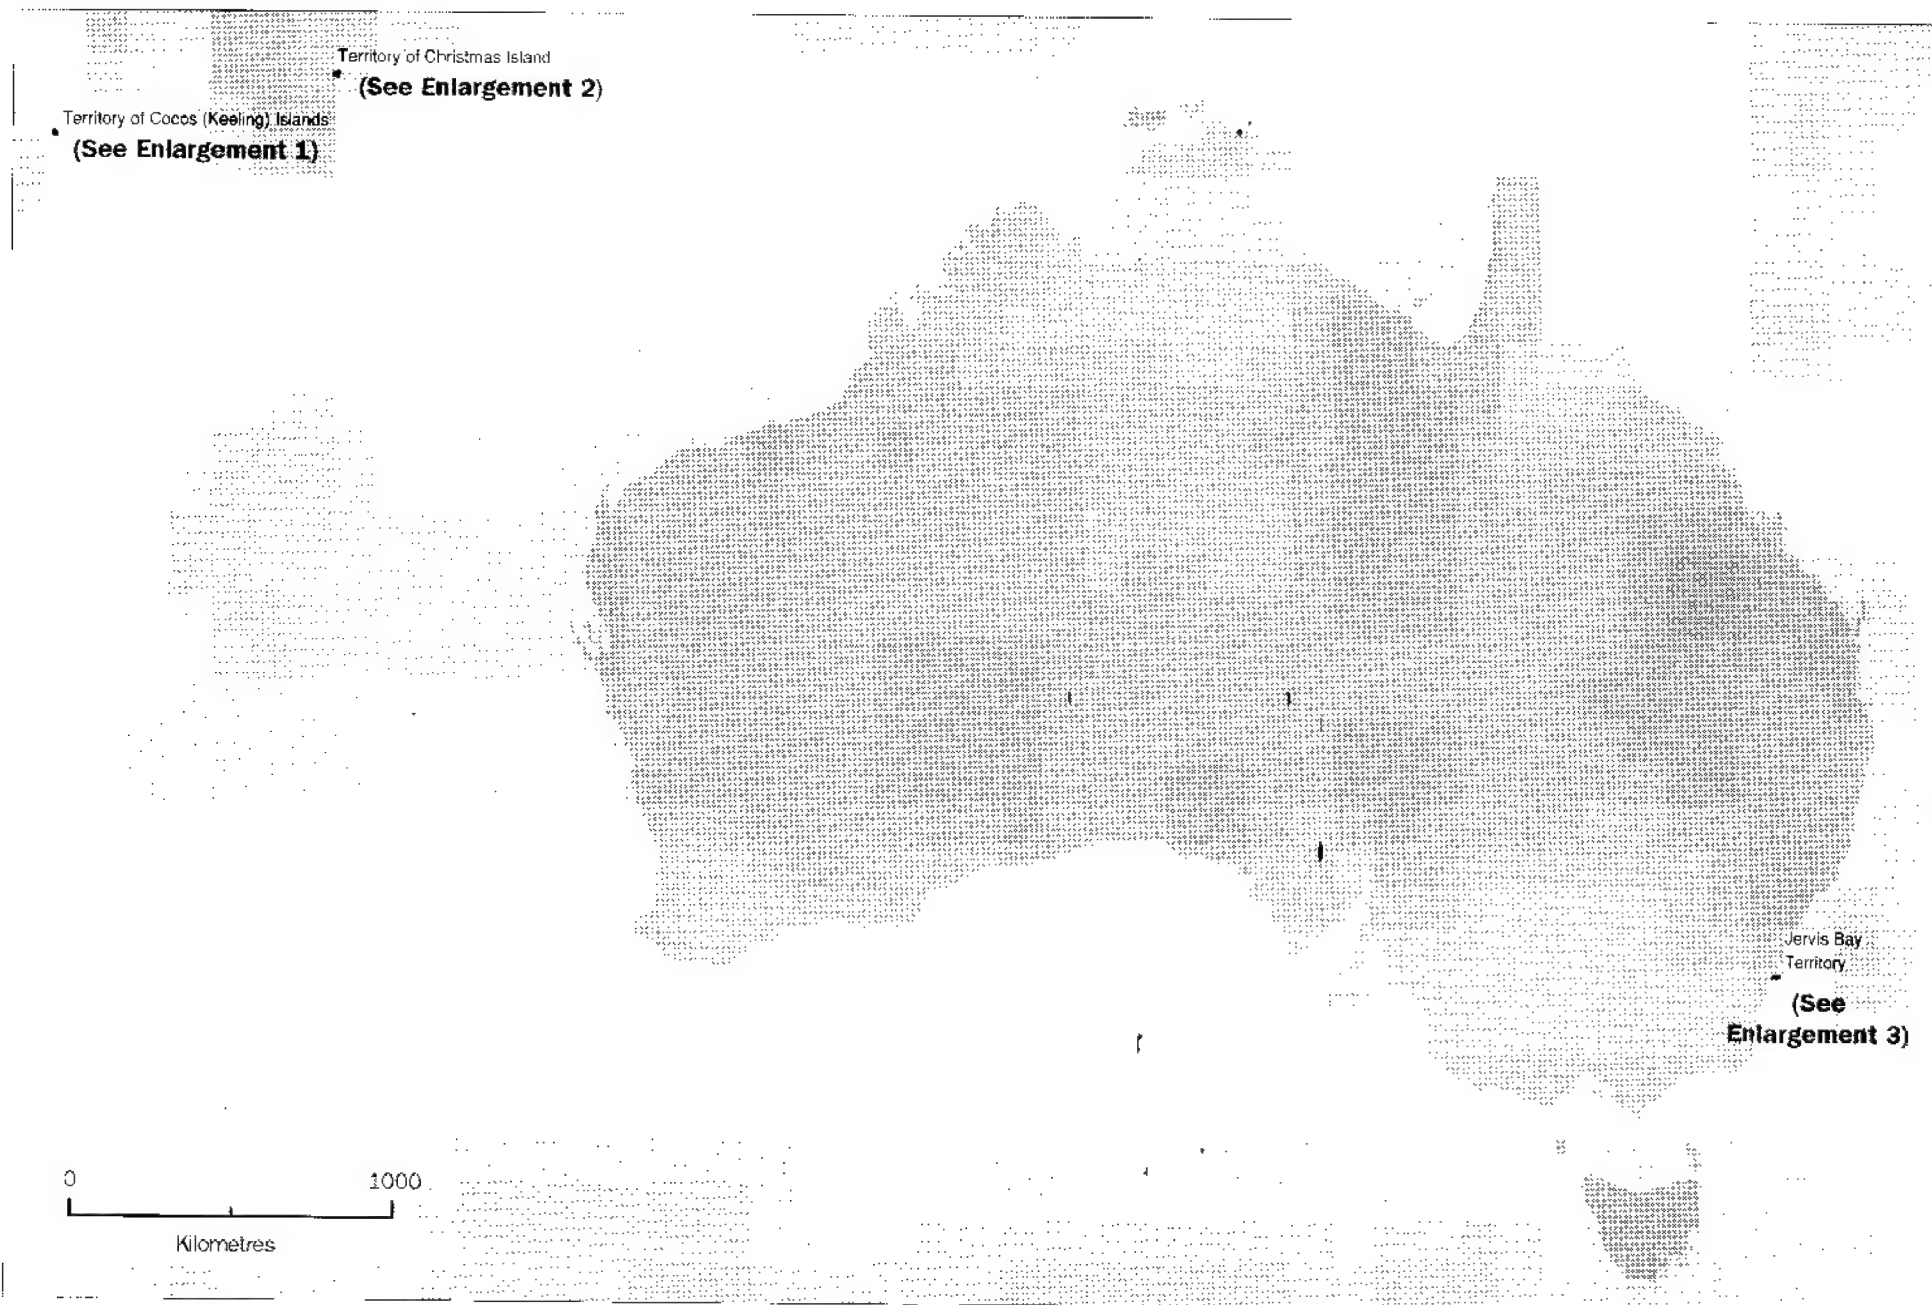 Territory of Christmas Island
(See Enlargement 2)
Territory of Cocos (Keeling) Islands
(See Enlargement 1)
Jervis Bay
Territory
(See
Enlargement 3)
0 1000
Kilometres